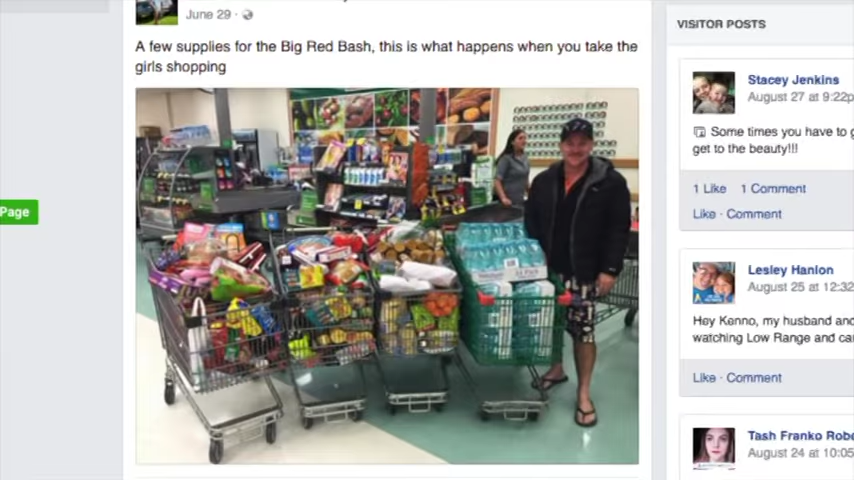 June 29 ·
A few supplies for the Big Red Bash, this is what happens when you take the
girls shopping
Page
VISITOR POSTS
Stacey Jenkins
August 27 at 9:22p
Some times you have to g
get to the beauty!!!
1 Like 1 Comment
Like · Comment
Lesley Hanlon
August 25 at 12:32
Hey Kenno, my husband and
watching Low Range and ca
Like · Comment
Tash Franko Robe
August 24 at 10:05